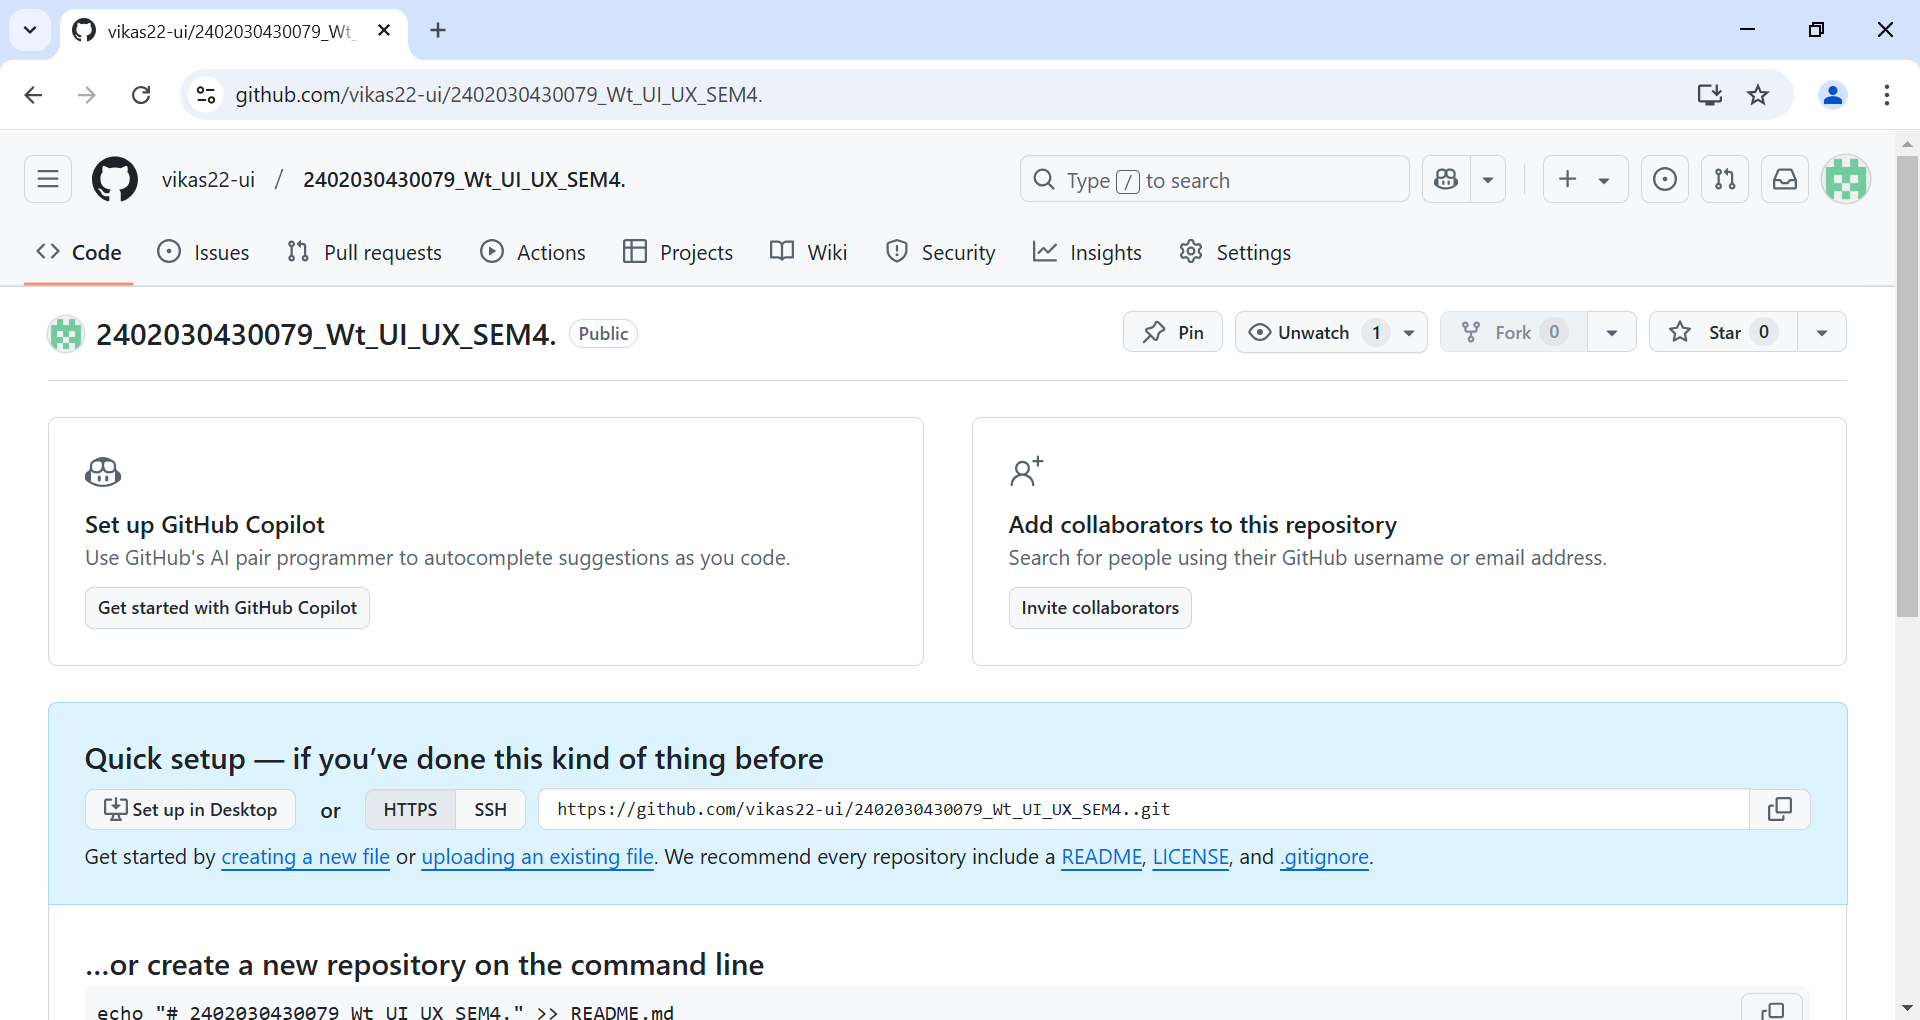 vikas22-ui/2402030430079_Wt_
github.com/vikas22-ui/2402030430079_Wt_UI_UX_SEM4.
vikas22-ui / 2402030430079_Wt_UI_UX_SEM4.
Type / to search
Code Issues Pull requests Actions Projects Wiki Security Insights Settings
2402030430079_Wt_UI_UX_SEM4. Public
Pin Unwatch 1 Fork 0 Star 0
Set up GitHub Copilot
Use GitHub's AI pair programmer to autocomplete suggestions as you code.
Get started with GitHub Copilot
Add collaborators to this repository
Search for people using their GitHub username or email address.
Invite collaborators
Quick setup — if you’ve done this kind of thing before
Set up in Desktop or HTTPS SSH https://github.com/vikas22-ui/2402030430079_Wt_UI_UX_SEM4..git
Get started by creating a new file or uploading an existing file. We recommend every repository include a README, LICENSE, and .gitignore.
…or create a new repository on the command line
echo "# 2402030430079_Wt_UI_UX_SEM4." >> README.md